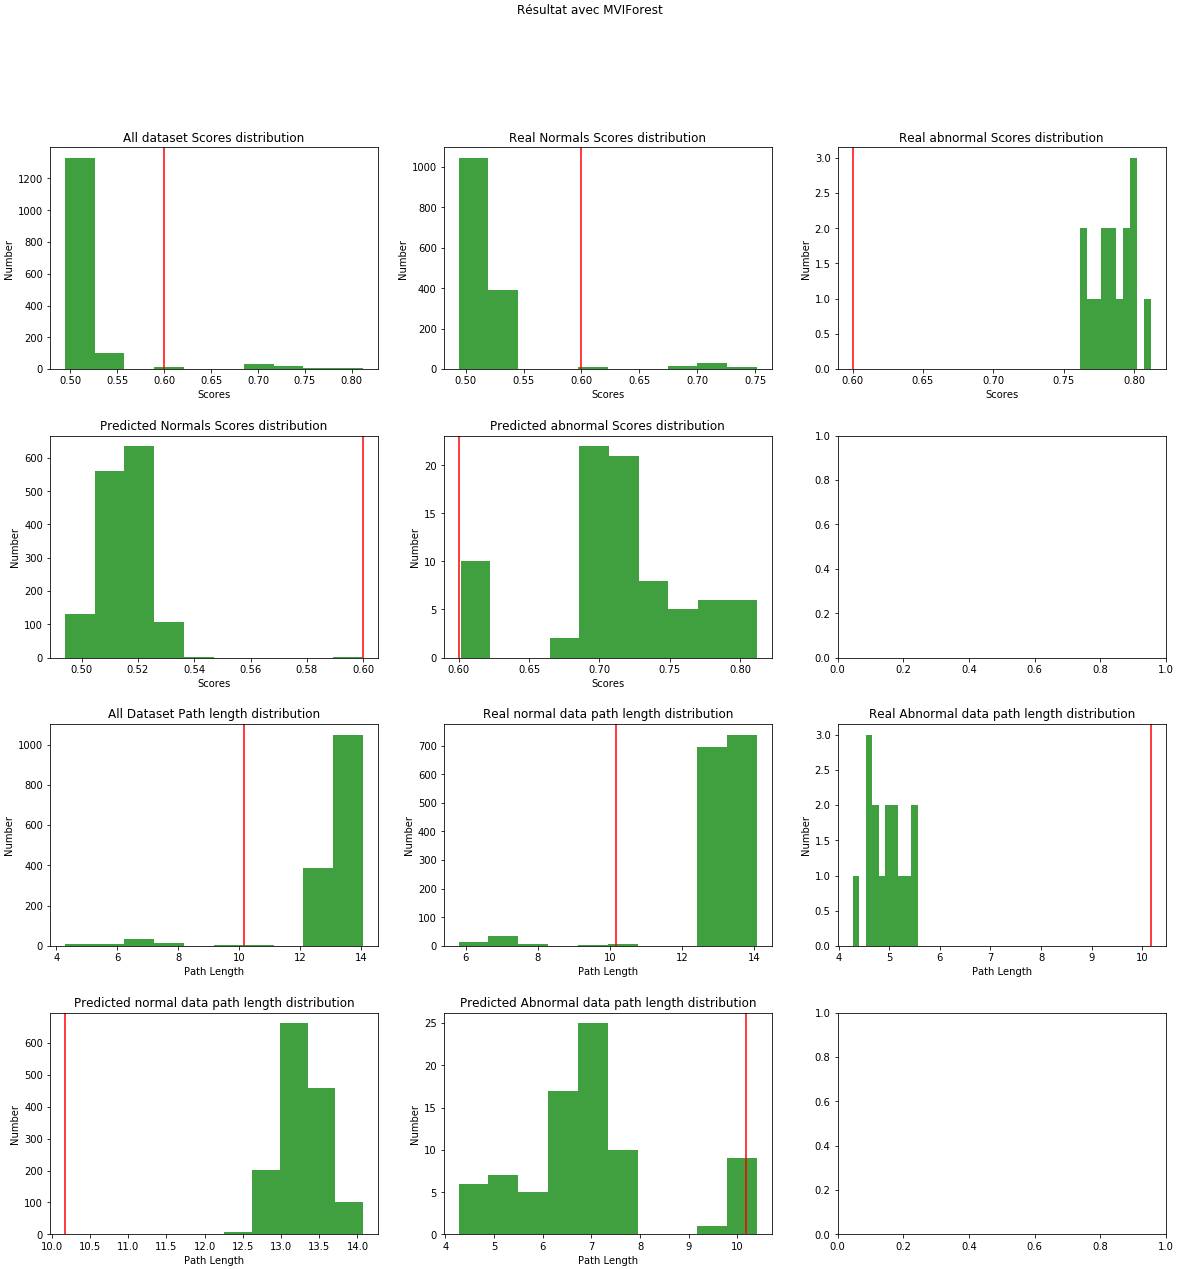 Résultat avec MVIForest
All dataset Scores distribution
Number
1200
1000
800
600
400
200
0
0.50 0.55 0.60 0.65 0.70 0.75 0.80
Scores
Real Normals Scores distribution
Number
1000
800
600
400
200
0
0.50 0.55 0.60 0.65 0.70 0.75
Scores
Real abnormal Scores distribution
Number
3.0
2.5
2.0
1.5
1.0
0.5
0.0
0.60 0.65 0.70 0.75 0.80
Scores
Predicted Normals Scores distribution
Number
600
500
400
300
200
100
0
0.50 0.52 0.54 0.56 0.58 0.60
Scores
Predicted abnormal Scores distribution
Number
20
15
10
5
0
0.60 0.65 0.70 0.75 0.80
Scores
1.0
0.8
0.6
0.4
0.2
0.0
0.0 0.2 0.4 0.6 0.8 1.0
All Dataset Path length distribution
Number
1000
800
600
400
200
0
4 6 8 10 12 14
Path Length
Real normal data path length distribution
Number
700
600
500
400
300
200
100
0
6 8 10 12 14
Path Length
Real Abnormal data path length distribution
Number
3.0
2.5
2.0
1.5
1.0
0.5
0.0
4 5 6 7 8 9 10
Path Length
Predicted normal data path length distribution
Number
600
500
400
300
200
100
0
10.0 10.5 11.0 11.5 12.0 12.5 13.0 13.5 14.0
Path Length
Predicted Abnormal data path length distribution
Number
25
20
15
10
5
0
4 5 6 7 8 9 10
Path Length
1.0
0.8
0.6
0.4
0.2
0.0
0.0 0.2 0.4 0.6 0.8 1.0